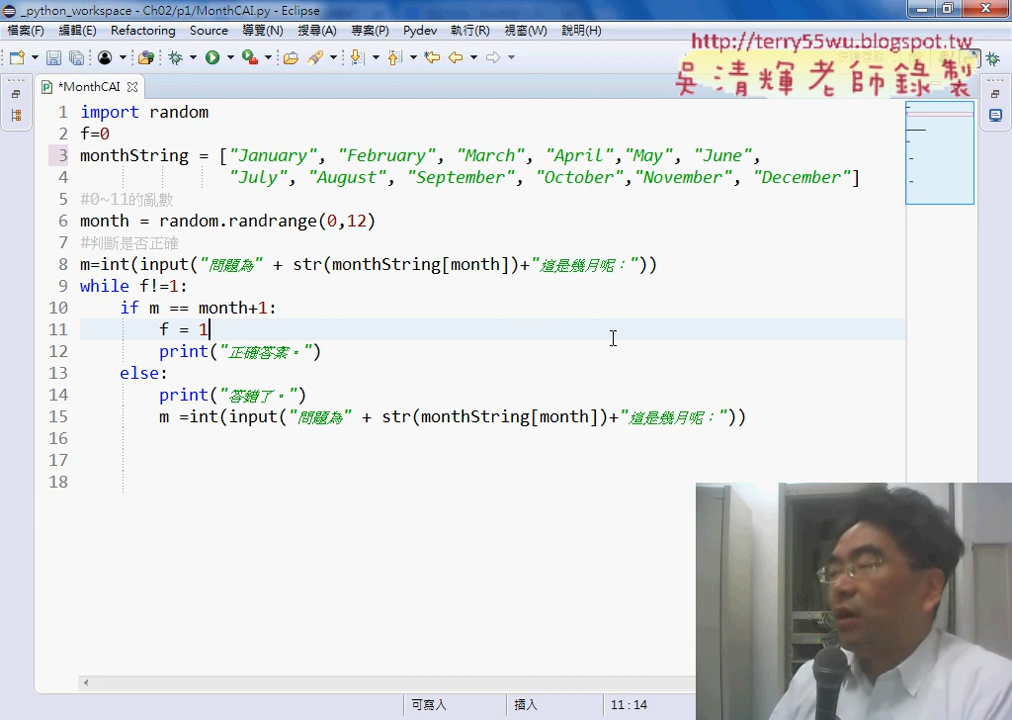 _python_workspace - Ch02/p1/MonthCAI.py - Eclipse
檔案(F) 編輯(E) Refactoring Source 導覽(N) 搜尋(A) 專案(P) Pydev 執行(R) 視窗(W) 說明(H)
http://terry55wu.blogspot.tw
吳清輝老師錄製
*MonthCAI
1 import random
2 f=0
3 monthString = ["January", "February", "March", "April","May", "June",
4 "July", "August", "September", "October","November", "December"]
5 #0~11的亂數
6 month = random.randrange(0,12)
7 #判斷是否正確
8 m=int(input("問題為" + str(monthString[month])+"這是幾月呢："))
9 while f!=1:
10 if m == month+1:
11 f = 1
12 print("正確答案。")
13 else:
14 print("答錯了。")
15 m =int(input("問題為" + str(monthString[month])+"這是幾月呢："))
16
17
18
可寫入 插入 11 : 14